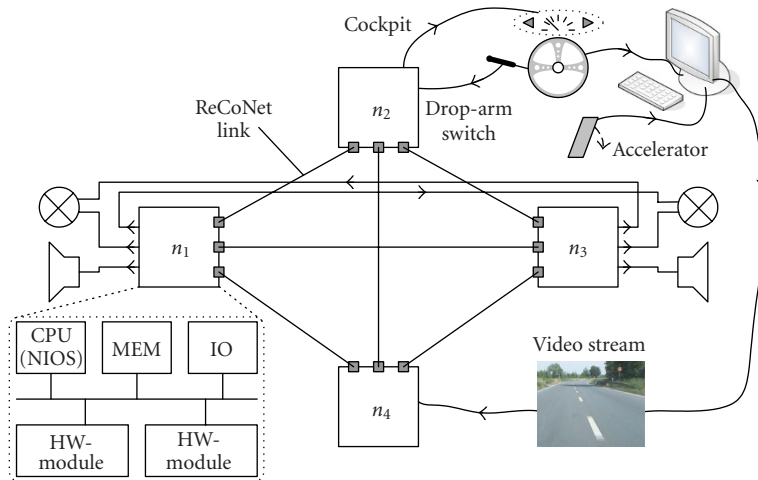 Cockpit
n2
Drop-arm
switch
ReCoNet
link
Accelerator
n1
n3
CPU
(NIOS)
MEM
IO
HW-
module
HW-
module
Video stream
n4